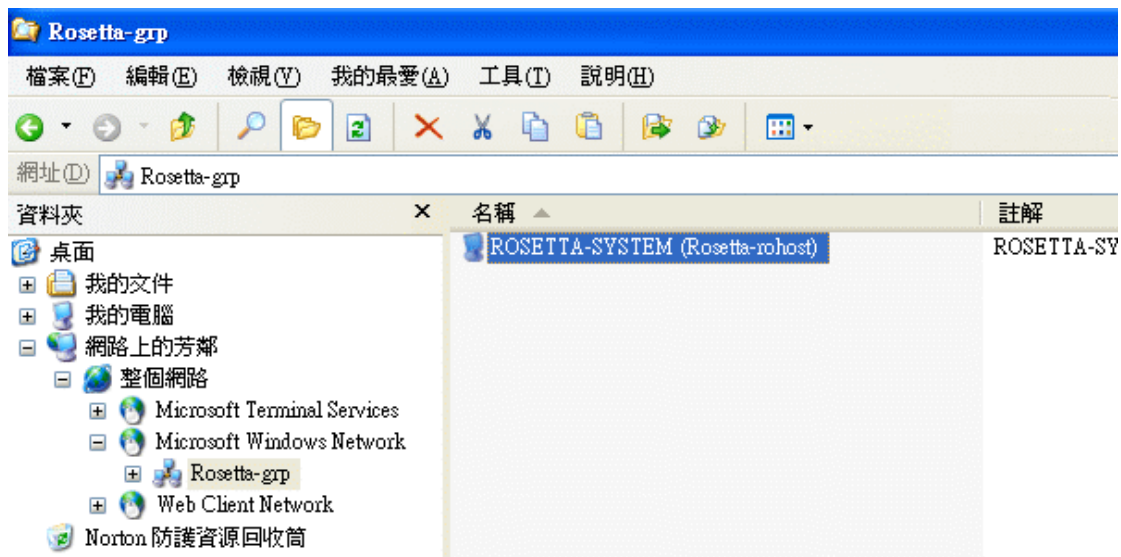 Rosetta-grp
檔案(F) 編輯(E) 檢視(V) 我的最愛(A) 工具(T) 說明(H)
網址(D) Rosetta-grp
資料夾 名稱 註解
桌面 ROSETTA-SYSTEM (Rosetta-rohost) ROSETTA-SY
我的文件
我的電腦
網路上的芳鄰
整個網路
Microsoft Terminal Services
Microsoft Windows Network
Rosetta-grp
Web Client Network
Norton 防護資源回收筒